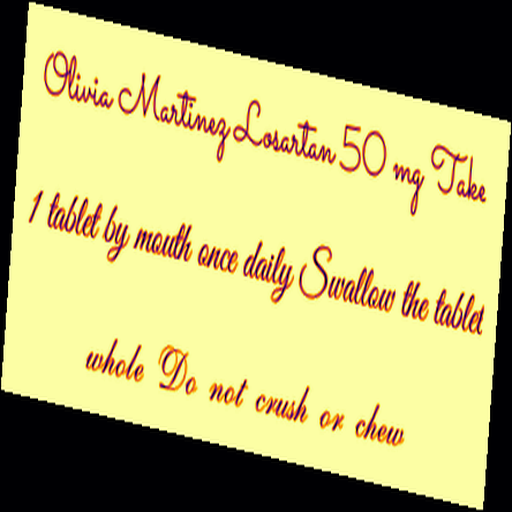 Olivia Martinez Losartan 50 mg Take
1 tablet by mouth once daily Swallow the tablet
whole Do not crush or chew